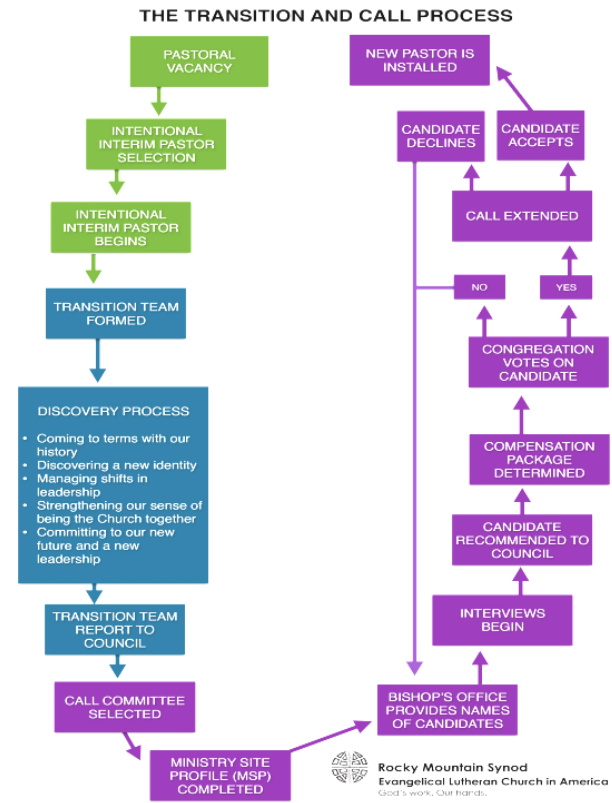 THE TRANSITION AND CALL PROCESS
PASTORAL
VACANCY
INTENTIONAL
INTERIM PASTOR
SELECTION
INTENTIONAL
INTERIM PASTOR
BEGINS
TRANSITION TEAM
FORMED
DISCOVERY PROCESS
• Coming to terms with our
history
• Discovering a new identity
• Managing shifts in
leadership
• Strengthening our sense of
being the Church together
• Committing to our new
future and a new
leadership
TRANSITION TEAM
REPORT TO
COUNCIL
CALL COMMITTEE
SELECTED
MINISTRY SITE
PROFILE (MSP)
COMPLETED
BISHOP'S OFFICE
PROVIDES NAMES
OF CANDIDATES
INTERVIEWS
BEGIN
CANDIDATE
RECOMMENDED TO
COUNCIL
COMPENSATION
PACKAGE
DETERMINED
CONGREGATION
VOTES ON
CANDIDATE
NO
YES
CALL EXTENDED
CANDIDATE
DECLINES
CANDIDATE
ACCEPTS
NEW PASTOR IS
INSTALLED
Rocky Mountain Synod
Evangelical Lutheran Church in America
God's work. Our hands.